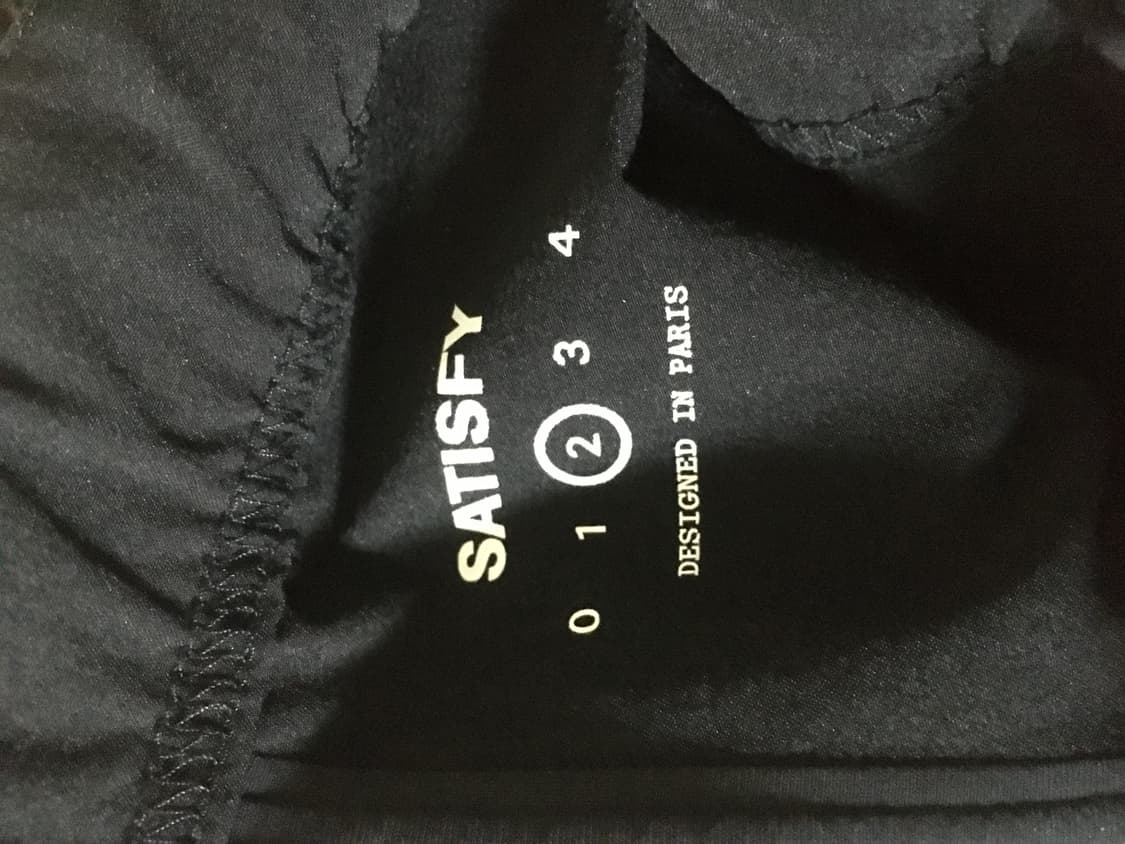 SATISFY
0 1 2 3 4
DESIGNED IN PARIS